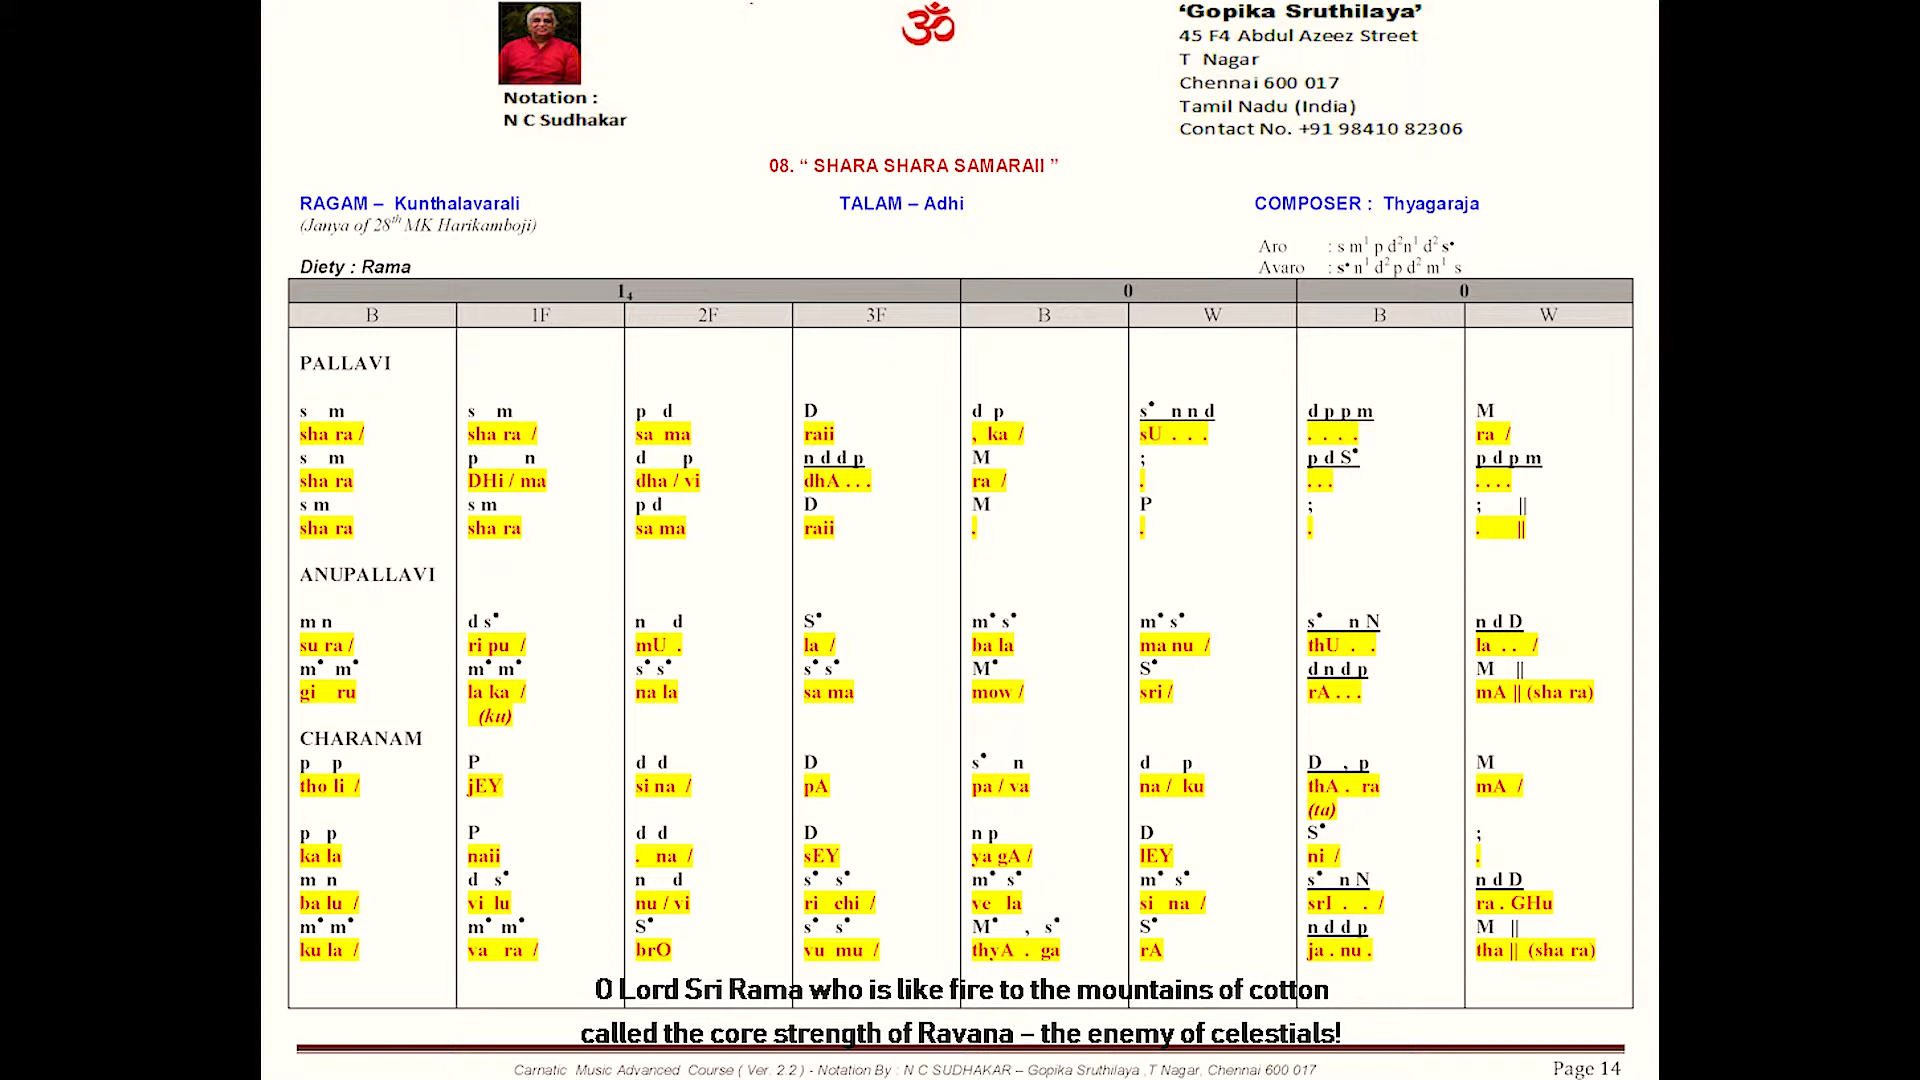 ‘Gopika Sruthilaya’
45 F4 Abdul Azeez Street
T Nagar
Chennai 600 017
Tamil Nadu (India)
Contact No. +91 98410 82306
ॐ
Notation :
N C Sudhakar
08. “ SHARA SHARA SAMARAII ”
RAGAM – Kunthalavarali TALAM – Adhi COMPOSER : Thyagaraja
(Janya of 28th MK Harikamboji)
Aro : s m¹ p d²n¹ d² s•
Diety : Rama
Avaro : s• n¹ d² p d² m¹ s
1₄ 0 0
B 1F 2F 3F B W B W
PALLAVI
s m s m p d D d p s• n n d d p p m M
sha ra / sha ra / sa ma raii , ka / sU . . . . . . . ra /
s m p n d p n d d p M ; p d S• p d p m
sha ra DHi / ma dha / vi dhA . . . ra / . . . . . . . .
s m s m p d D M P ; ; ||
sha ra sha ra sa ma raii . . . . ||
ANUPALLAVI
m n d s• n d S• m• s• m• s• s• n N n d D
su ra / ri pu / mU . la / ba la ma nu / thU . . la . . /
m• m• m• m• s• s• s• s• M• S• d n d p M ||
gi ru la ka / na la sa ma mow / sri / rA . . . mA || (sha ra)
(ku)
CHARANAM
p p P d d D s• n d p D , p M
tho li / jEY si na / pA pa / va na / ku thA . ra mA /
(ta)
p p P d d D n p D S• ;
ka la naii . na / sEY ya gA / lEY ni / .
m n d s• n d s• s• m• s• m• s• s• n N n d D
ba lu / vi lu nu / vi ri chi / ve la si na / srI . . / ra . GHu
m• m• m• m• S• s• s• M• , s• S• n d d p M ||
ku la / va ra / brO vu mu / thyA . ga rA ja . nu . tha || (sha ra)
O Lord Sri Rama who is like fire to the mountains of cotton
called the core strength of Ravana – the enemy of celestials!
Carnatic Music Advanced Course ( Ver. 2.2 ) - Notation By : N C SUDHAKAR – Gopika Sruthilaya ,T Nagar, Chennai 600 017 Page 14